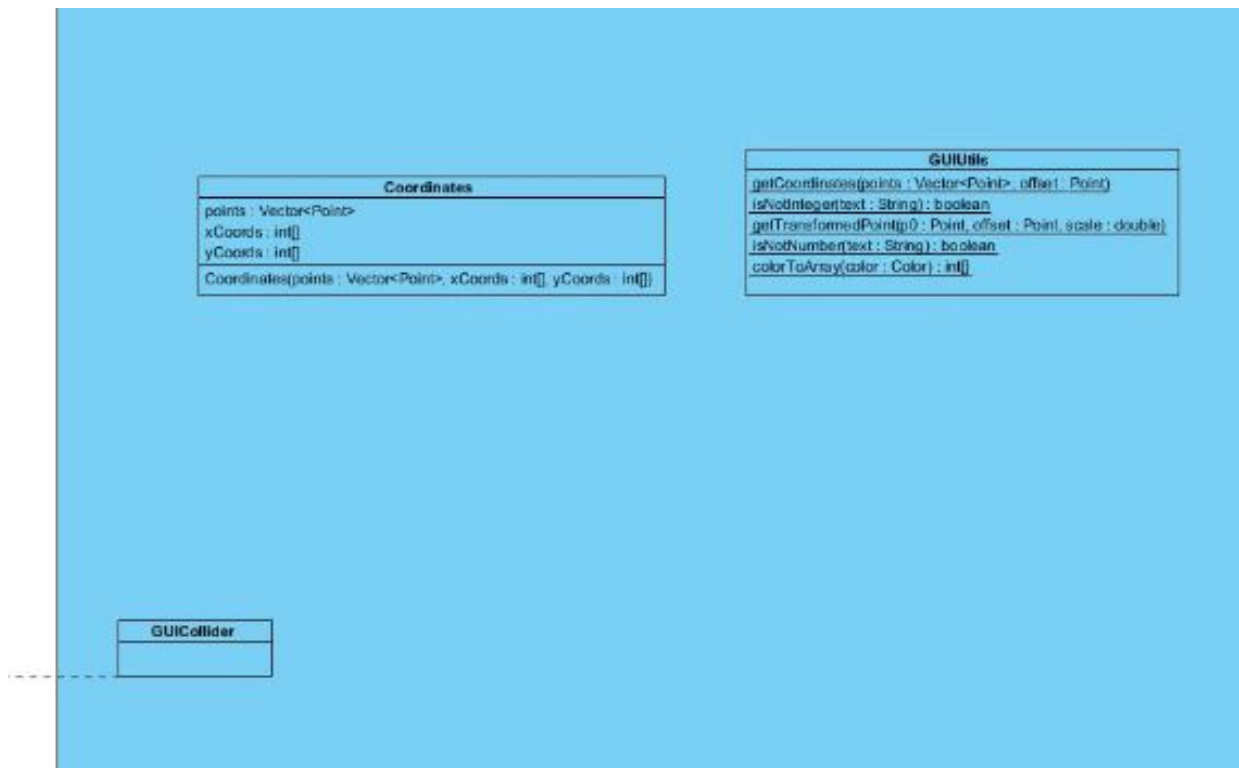 Coordinates
points : Vector<Point>
xCoords : int[]
yCoords : int[]
Coordinates(points : Vector<Point>, xCoords : int[], yCoords : int[])
GUIUtils
getCoordinates(points : Vector<Point>, offset : Point)
isNotInteger(text : String) : boolean
getTransformedPoint(p0 : Point, offset : Point, scale : double)
isNotNumber(text : String) : boolean
colorToArray(color : Color) : int[]
GUICollider